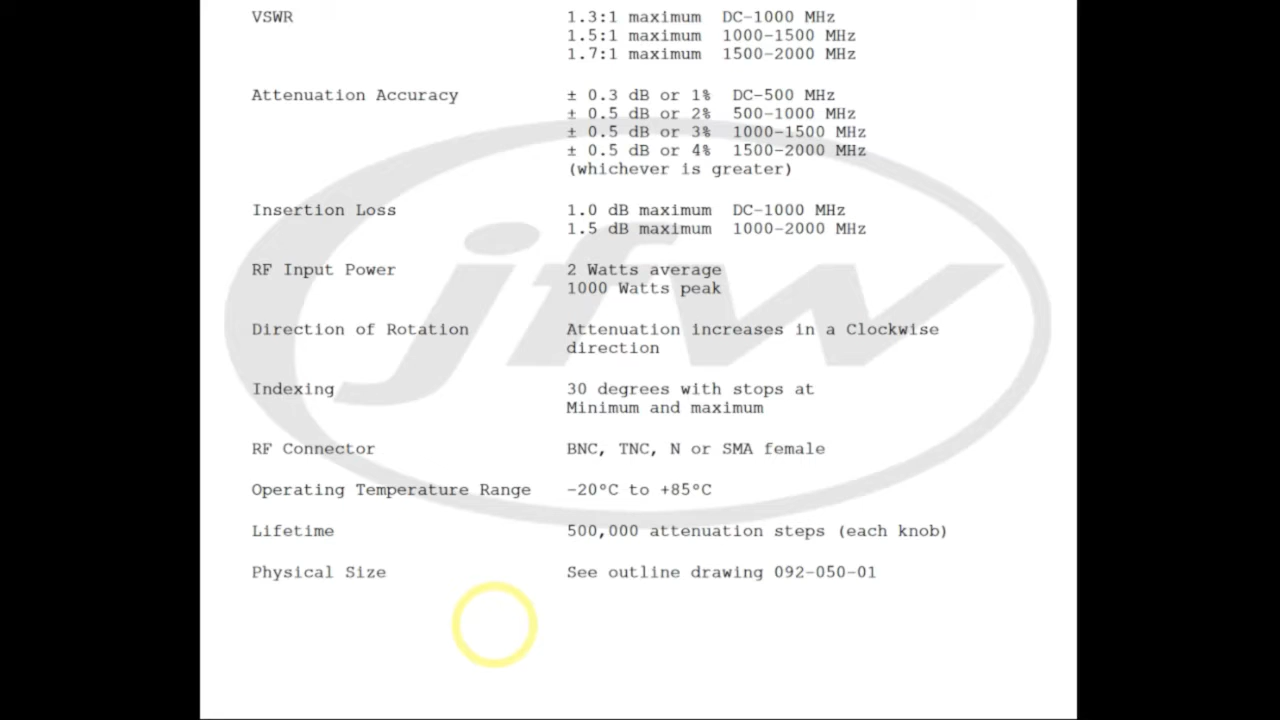 VSWR 1.3:1 maximum DC-1000 MHz
1.5:1 maximum 1000-1500 MHz
1.7:1 maximum 1500-2000 MHz
Attenuation Accuracy ± 0.3 dB or 1% DC-500 MHz
± 0.5 dB or 2% 500-1000 MHz
± 0.5 dB or 3% 1000-1500 MHz
± 0.5 dB or 4% 1500-2000 MHz
(whichever is greater)
Insertion Loss 1.0 dB maximum DC-1000 MHz
1.5 dB maximum 1000-2000 MHz
jfw
RF Input Power 2 Watts average
1000 Watts peak
Direction of Rotation Attenuation increases in a Clockwise
direction
Indexing 30 degrees with stops at
Minimum and maximum
RF Connector BNC, TNC, N or SMA female
Operating Temperature Range -20°C to +85°C
Lifetime 500,000 attenuation steps (each knob)
Physical Size See outline drawing 092-050-01